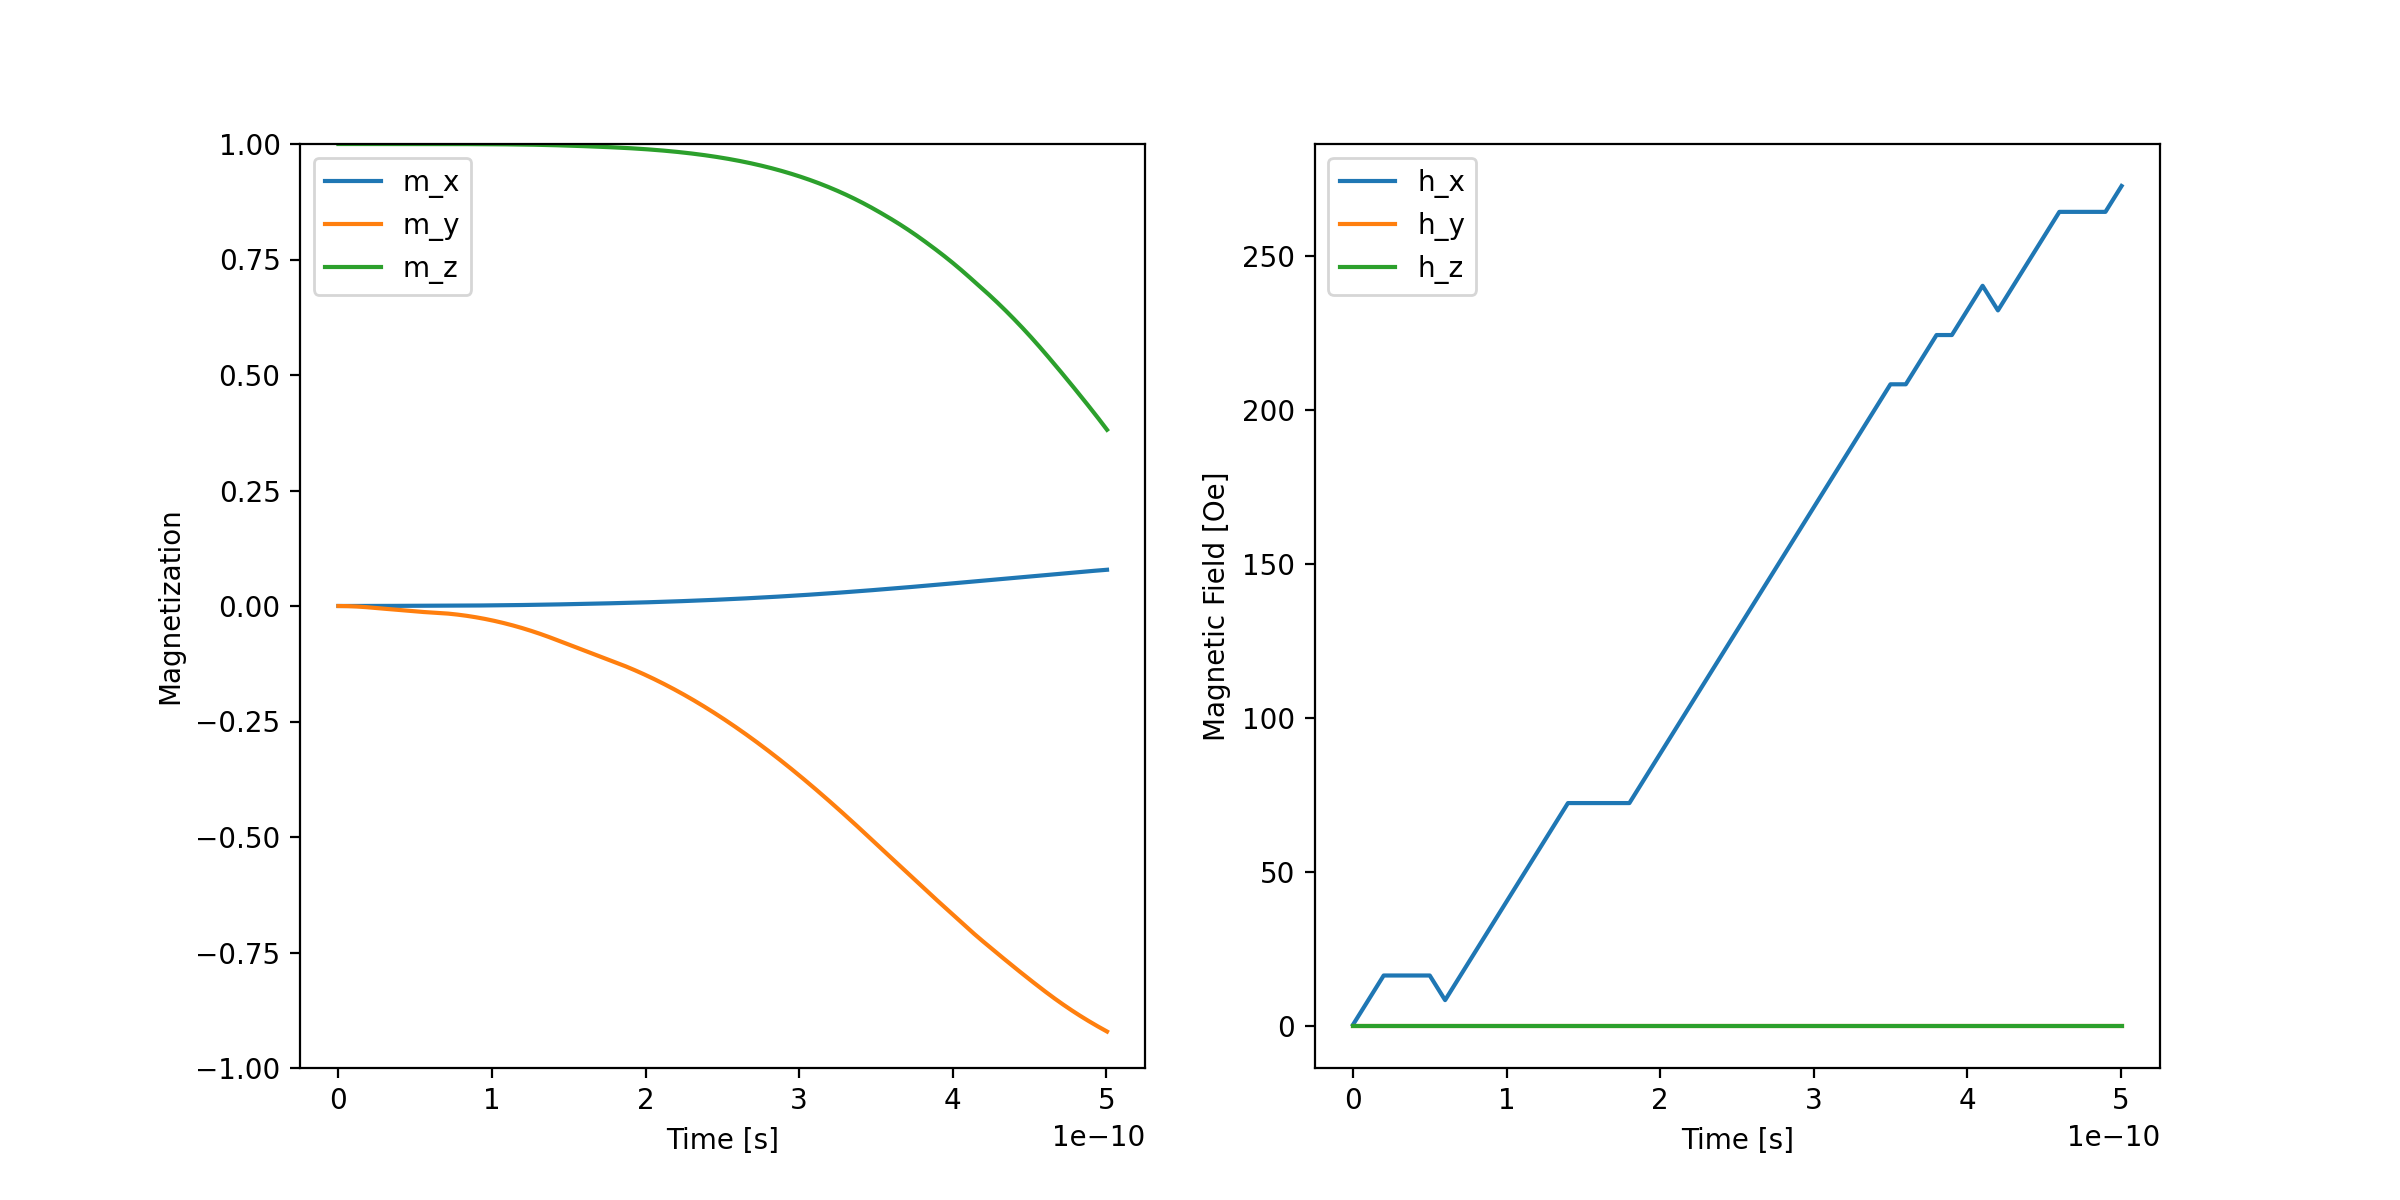 1.00
0.75
0.50
0.25
0.00
−0.25
−0.50
−0.75
−1.00
Magnetization
m_x
m_y
m_z
0 1 2 3 4 5
1e−10
Time [s]
250
200
150
100
50
0
Magnetic Field [Oe]
h_x
h_y
h_z
0 1 2 3 4 5
1e−10
Time [s]